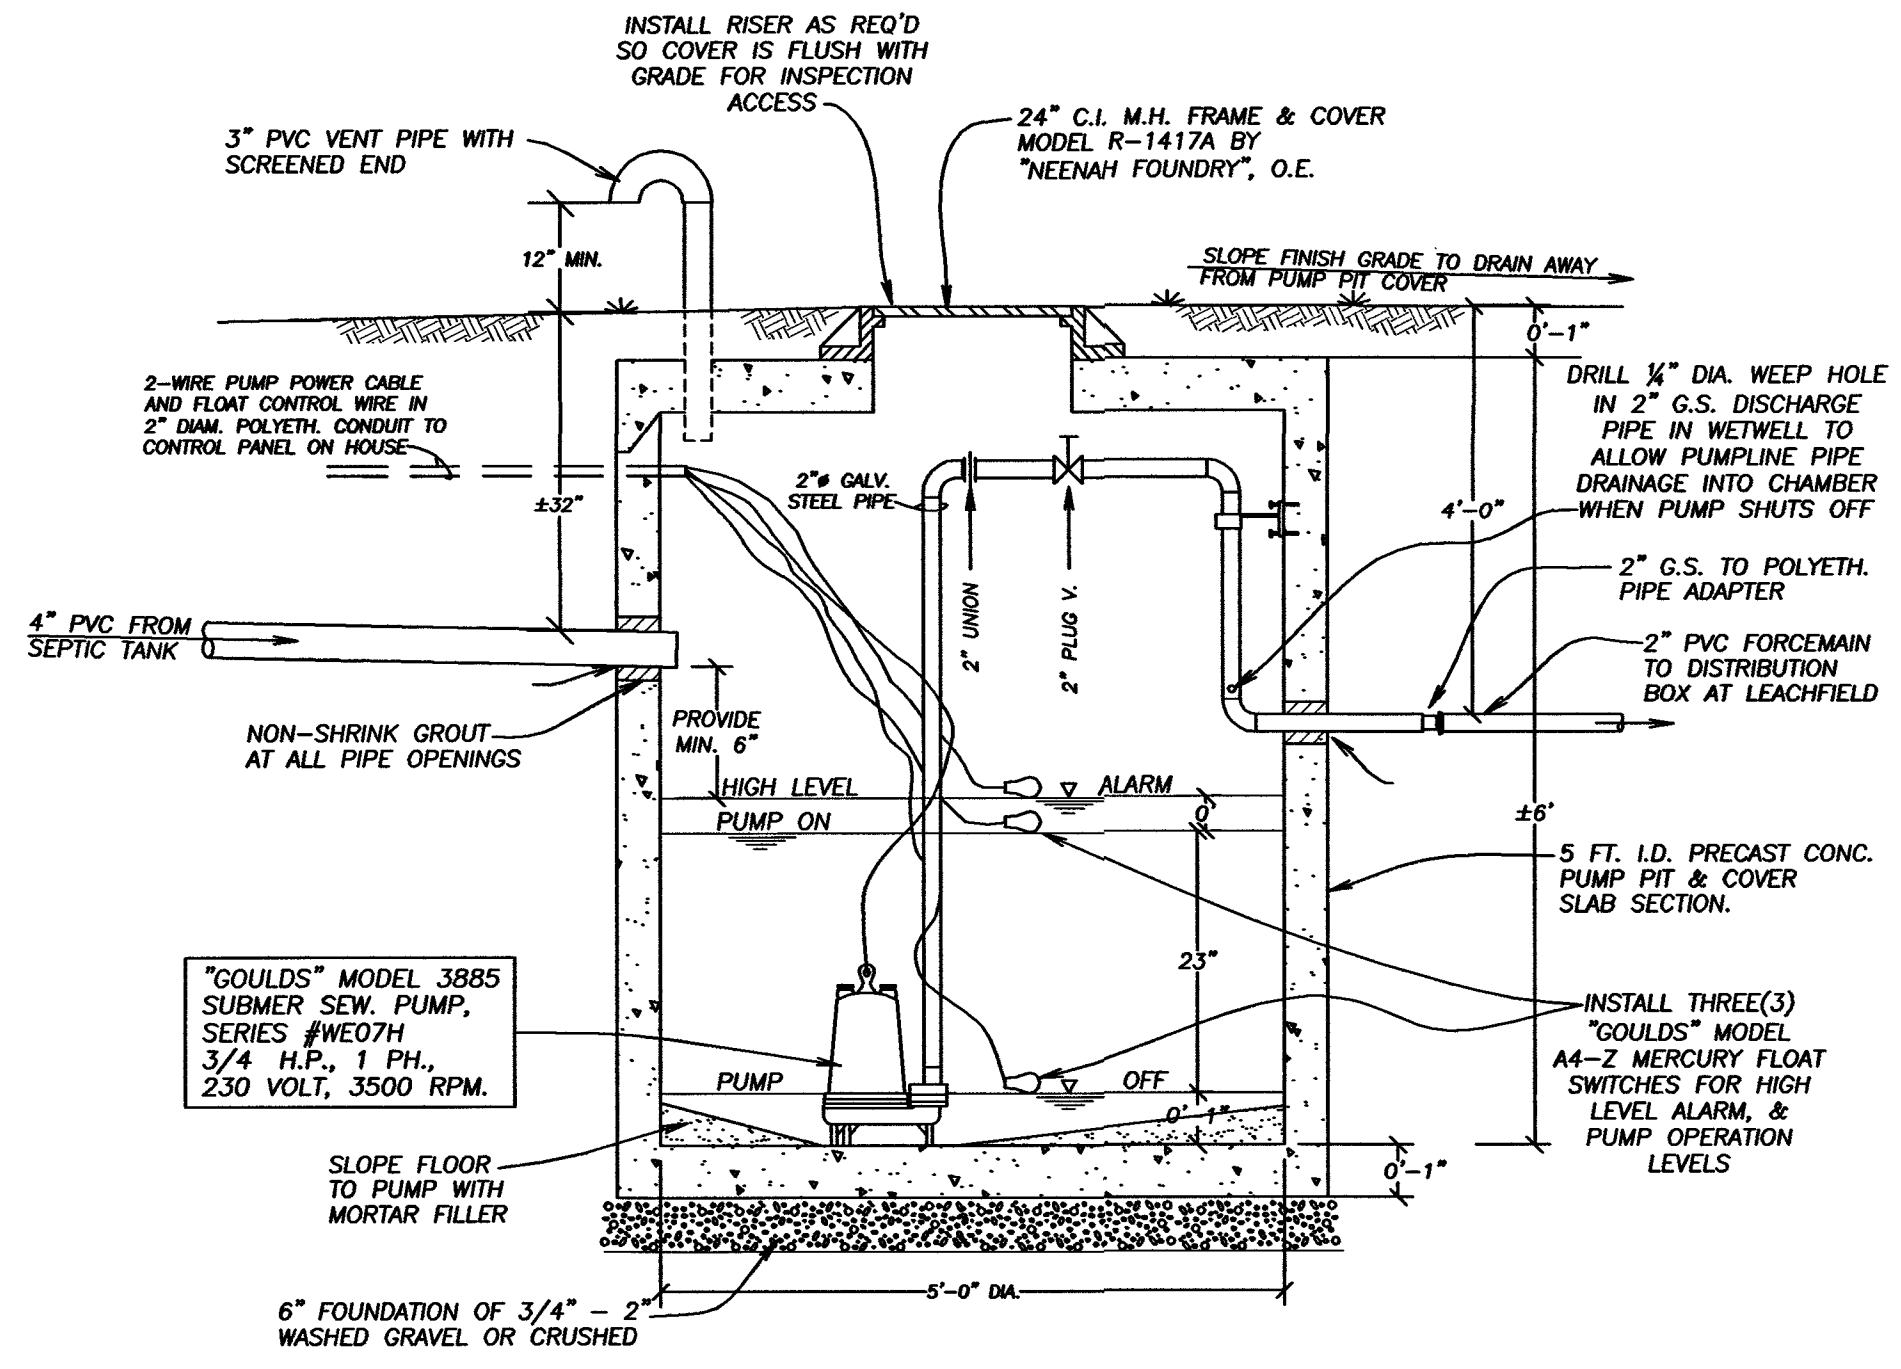 INSTALL RISER AS REQ'D
SO COVER IS FLUSH WITH
GRADE FOR INSPECTION
ACCESS
24" C.I. M.H. FRAME & COVER
MODEL R-1417A BY
"NEENAH FOUNDRY", O.E.
3" PVC VENT PIPE WITH
SCREENED END
12" MIN.
SLOPE FINISH GRADE TO DRAIN AWAY
FROM PUMP PIT COVER
0'-1"
2-WIRE PUMP POWER CABLE
AND FLOAT CONTROL WIRE IN
2" DIAM. POLYETH. CONDUIT TO
CONTROL PANEL ON HOUSE
±32"
2"ø GALV.
STEEL PIPE
2" UNION
2" PLUG V.
4'-0"
DRILL ¼" DIA. WEEP HOLE
IN 2" G.S. DISCHARGE
PIPE IN WETWELL TO
ALLOW PUMPLINE PIPE
DRAINAGE INTO CHAMBER
WHEN PUMP SHUTS OFF
2" G.S. TO POLYETH.
PIPE ADAPTER
2" PVC FORCEMAIN
TO DISTRIBUTION
BOX AT LEACHFIELD
4" PVC FROM
SEPTIC TANK
NON-SHRINK GROUT
AT ALL PIPE OPENINGS
PROVIDE
MIN. 6"
HIGH LEVEL
ALARM
PUMP ON
0'
±6'
5 FT. I.D. PRECAST CONC.
PUMP PIT & COVER
SLAB SECTION.
23"
"GOULDS" MODEL 3885
SUBMER SEW. PUMP,
SERIES #WE07H
3/4 H.P., 1 PH.,
230 VOLT, 3500 RPM.
INSTALL THREE(3)
"GOULDS" MODEL
A4-Z MERCURY FLOAT
SWITCHES FOR HIGH
LEVEL ALARM, &
PUMP OPERATION
LEVELS
PUMP
OFF
0'-1"
SLOPE FLOOR
TO PUMP WITH
MORTAR FILLER
0'-1"
5'-0" DIA.
6" FOUNDATION OF 3/4" - 2"
WASHED GRAVEL OR CRUSHED